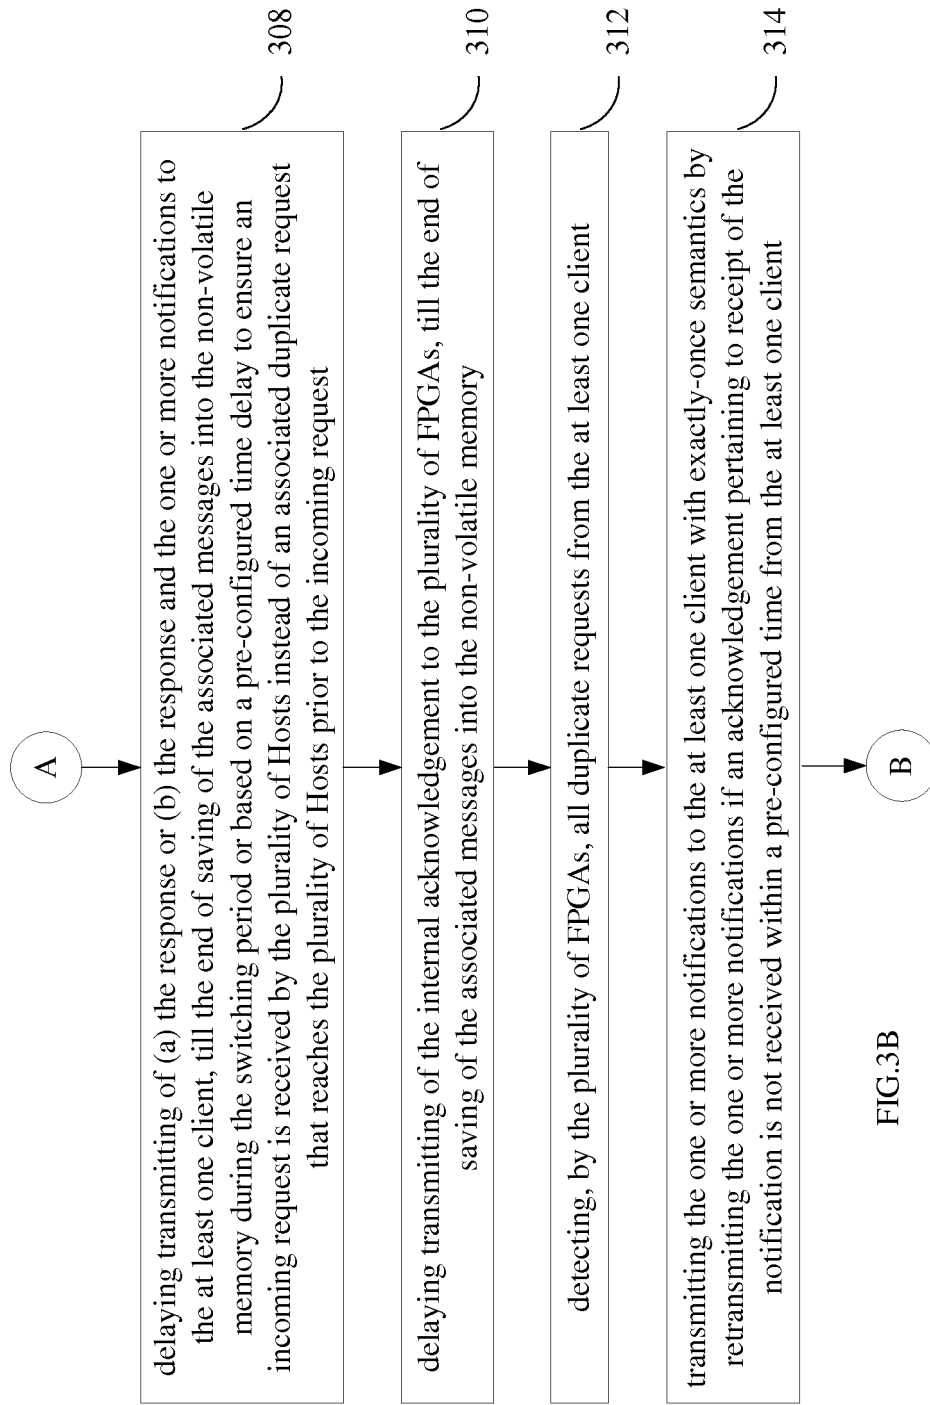 A
delaying transmitting of (a) the response or (b) the response and the one or more notifications to
the at least one client, till the end of saving of the associated messages into the non-volatile
memory during the switching period or based on a pre-configured time delay to ensure an
incoming request is received by the plurality of Hosts instead of an associated duplicate request
that reaches the plurality of Hosts prior to the incoming request
308
delaying transmitting of the internal acknowledgement to the plurality of FPGAs, till the end of
saving of the associated messages into the non-volatile memory
310
detecting, by the plurality of FPGAs, all duplicate requests from the at least one client
312
transmitting the one or more notifications to the at least one client with exactly-once semantics by
retransmitting the one or more notifications if an acknowledgement pertaining to receipt of the
notification is not received within a pre-configured time from the at least one client
314
B
FIG.3B